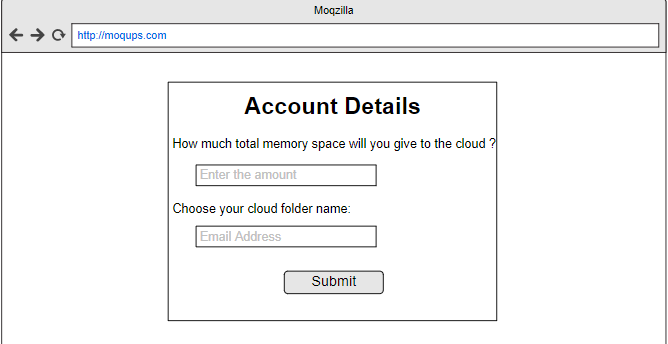 Moqzilla
http://moqups.com
Account Details
How much total memory space will you give to the cloud ?
Enter the amount
Choose your cloud folder name:
Email Address
Submit